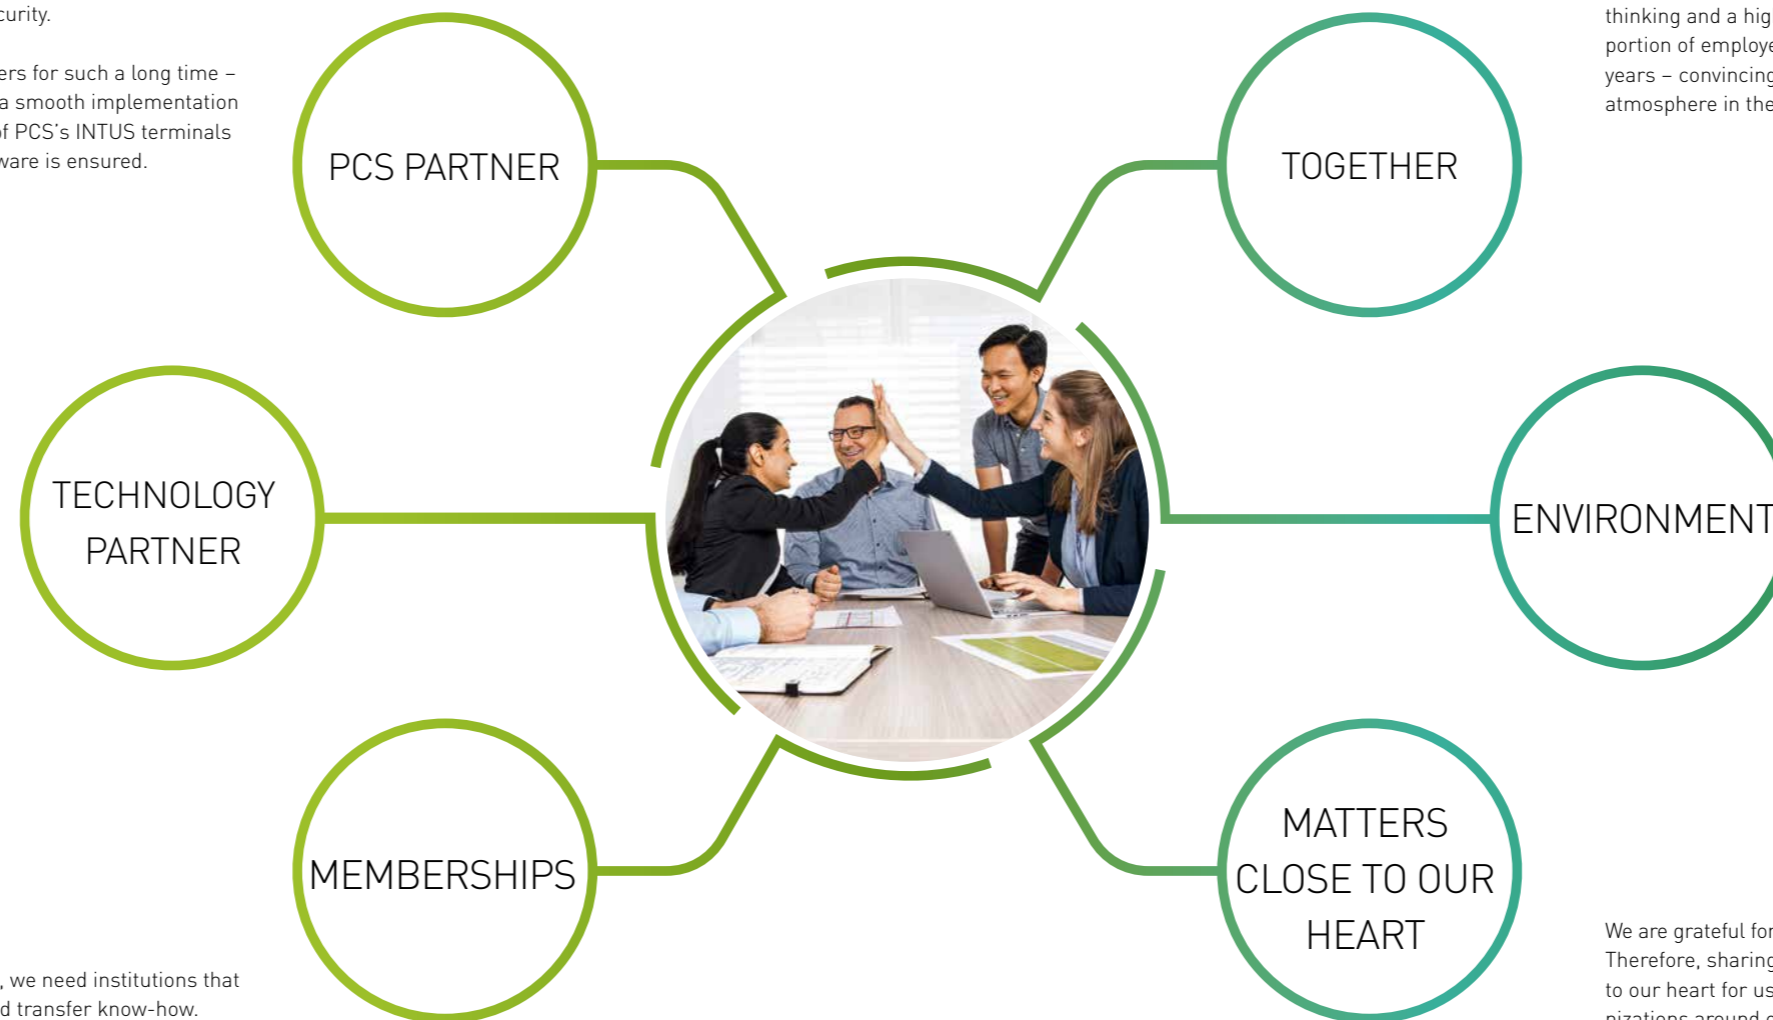 curity.
ers for such a long time –
a smooth implementation
of PCS's INTUS terminals
ware is ensured.
thinking and a hig
portion of employe
years – convincing
atmosphere in the
PCS PARTNER
TOGETHER
TECHNOLOGY
PARTNER
ENVIRONMENT
MEMBERSHIPS
MATTERS
CLOSE TO OUR
HEART
, we need institutions that
d transfer know-how.
We are grateful for
Therefore, sharing
to our heart for us
nizations around